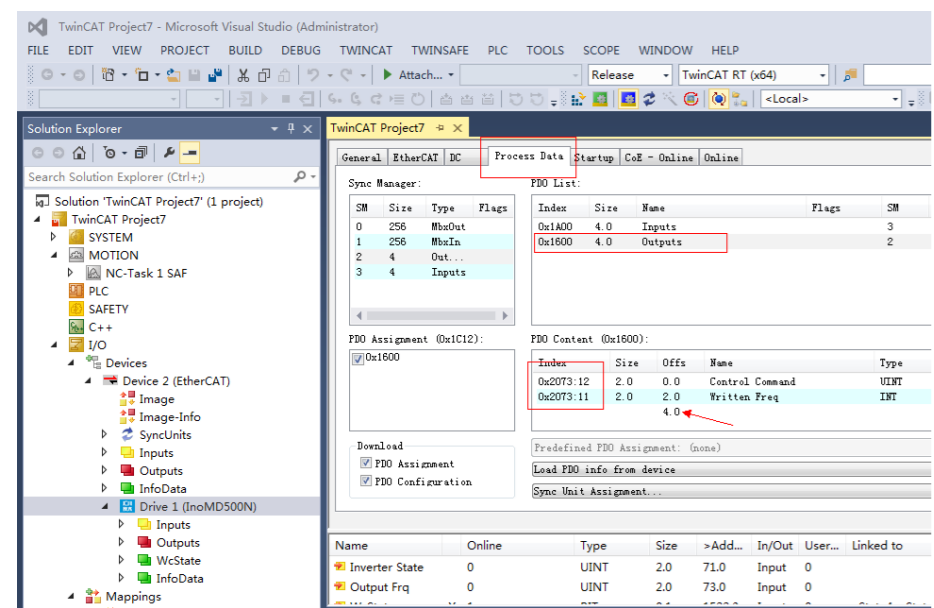 TwinCAT Project7 - Microsoft Visual Studio (Administrator)
FILE EDIT VIEW PROJECT BUILD DEBUG TWINCAT TWINSAFE PLC TOOLS SCOPE WINDOW HELP
Attach... Release TwinCAT RT (x64)
<Local>
Solution Explorer
Search Solution Explorer (Ctrl+;)
Solution 'TwinCAT Project7' (1 project)
TwinCAT Project7
SYSTEM
MOTION
NC-Task 1 SAF
PLC
SAFETY
C++
I/O
Devices
Device 2 (EtherCAT)
Image
Image-Info
SyncUnits
Inputs
Outputs
InfoData
Drive 1 (InoMD500N)
Inputs
Outputs
WcState
InfoData
Mappings
TwinCAT Project7
General EtherCAT DC Process Data Startup CoE - Online Online
Sync Manager:
SM Size Type Flags
0 256 MbxOut
1 256 MbxIn
2 4 Out...
3 4 Inputs
PDO List:
Index Size Name Flags SM
0x1A00 4.0 Inputs 3
0x1600 4.0 Outputs 2
PDO Assignment (0x1C12):
0x1600
PDO Content (0x1600):
Index Size Offs Name Type
0x2073:12 2.0 0.0 Control Command UINT
0x2073:11 2.0 2.0 Written Freq INT
4.0
Download
PDO Assignment
PDO Configuration
Predefined PDO Assignment: (none)
Load PDO info from device
Sync Unit Assignment...
Name Online Type Size >Add... In/Out User... Linked to
Inverter State 0 UINT 2.0 71.0 Input 0
Output Frq 0 UINT 2.0 73.0 Input 0